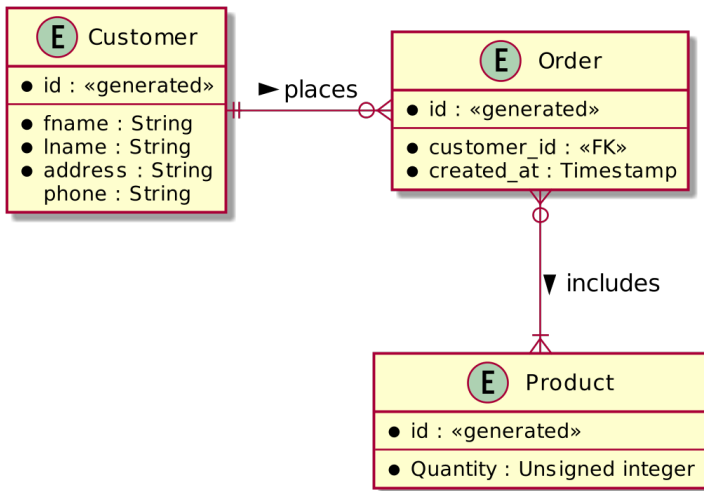 E Customer
id : «generated»
fname : String
lname : String
address : String
phone : String
places
E Order
id : «generated»
customer_id : «FK»
created_at : Timestamp
includes
E Product
id : «generated»
Quantity : Unsigned integer